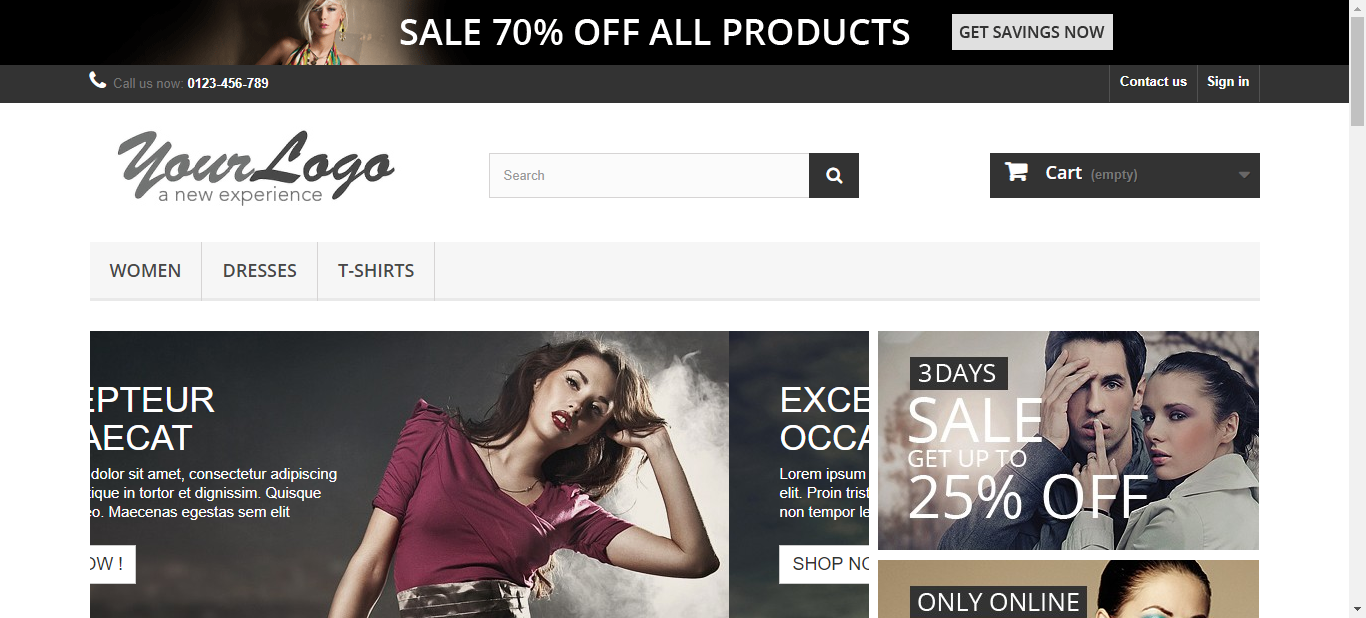 SALE 70% OFF ALL PRODUCTS
GET SAVINGS NOW
Call us now: 0123-456-789
Contact us
Sign in
YourLogo
a new experience
Search
Cart (empty)
WOMEN
DRESSES
T-SHIRTS
EPTEUR
AECAT
dolor sit amet, consectetur adipiscing
ique in tortor et dignissim. Quisque
eo. Maecenas egestas sem elit
OW !
EXCE
OCCA
Lorem ipsum
elit. Proin trist
non tempor le
SHOP NO
3 DAYS
SALE
GET UP TO
25% OFF
ONLY ONLINE